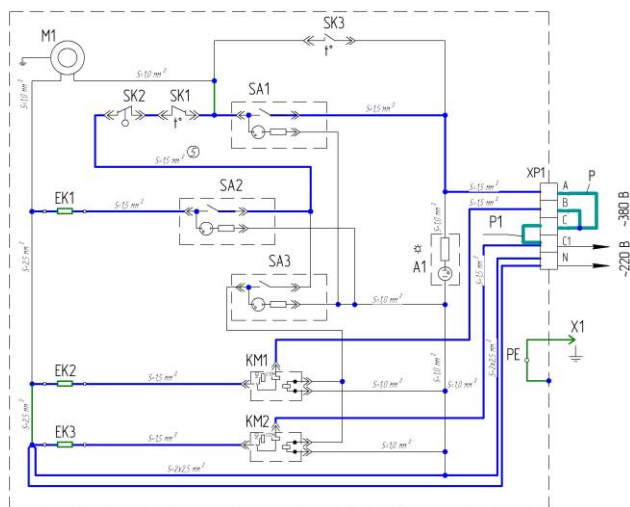 M1
SK3
t°
S=1,0 mm²
SK2
SK1
SA1
t°
S=1,5 mm²
S=1,0 mm²
5
S=1,5 mm²
SA2
EK1
S=1,5 mm²
S=1,5 mm²
S=1,5 mm²
S=1,0 mm²
XP1
A
B
C
C1
N
P
P1
~380 В
~220 В
A1
SA3
S=1,0 mm²
S=1,5 mm²
S=2x2,5 mm²
S=2,5 mm²
X1
PE
KM1
EK2
S=1,5 mm²
S=1,0 mm²
S=1,0 mm²
S=1,0 mm²
S=2,5 mm²
KM2
EK3
S=1,5 mm²
S=1,0 mm²
S=2x2,5 mm²